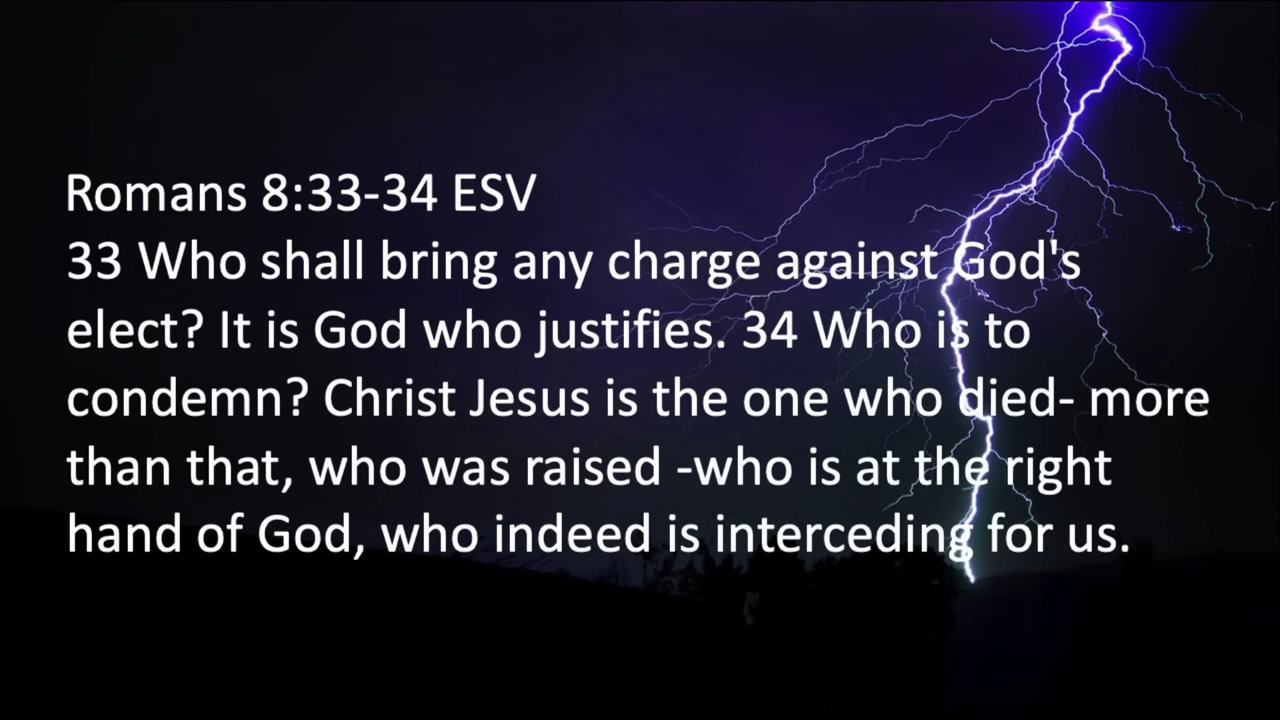 Romans 8:33-34 ESV
33 Who shall bring any charge against God's
elect? It is God who justifies. 34 Who is to
condemn? Christ Jesus is the one who died- more
than that, who was raised -who is at the right
hand of God, who indeed is interceding for us.